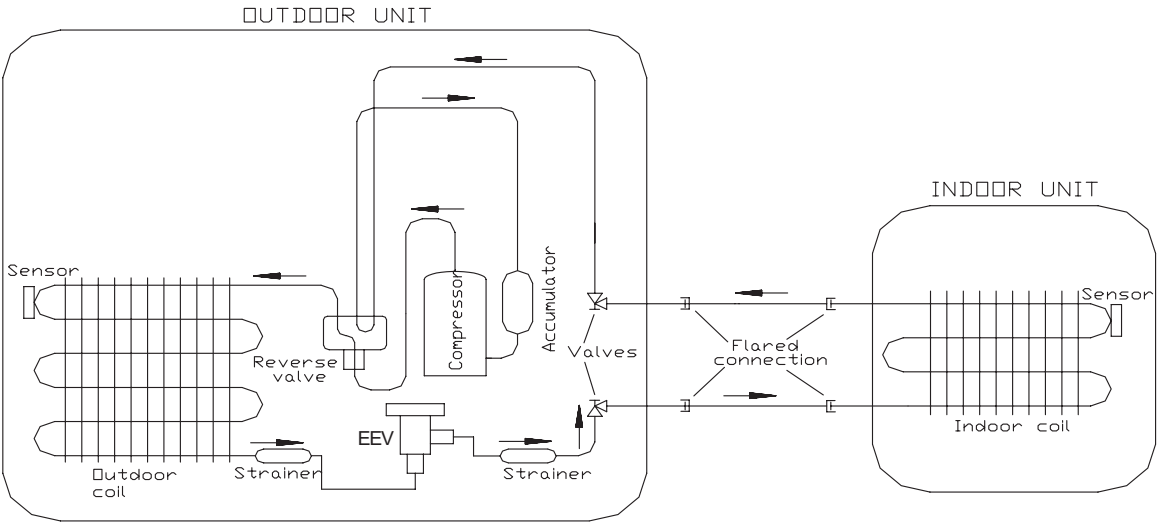 OUTDOOR UNIT
INDOOR UNIT
Sensor
Compressor
Accumulator
Sensor
Reverse
valve
Valves
Flared
connection
EEV
Indoor coil
Outdoor
coil
Strainer
Strainer